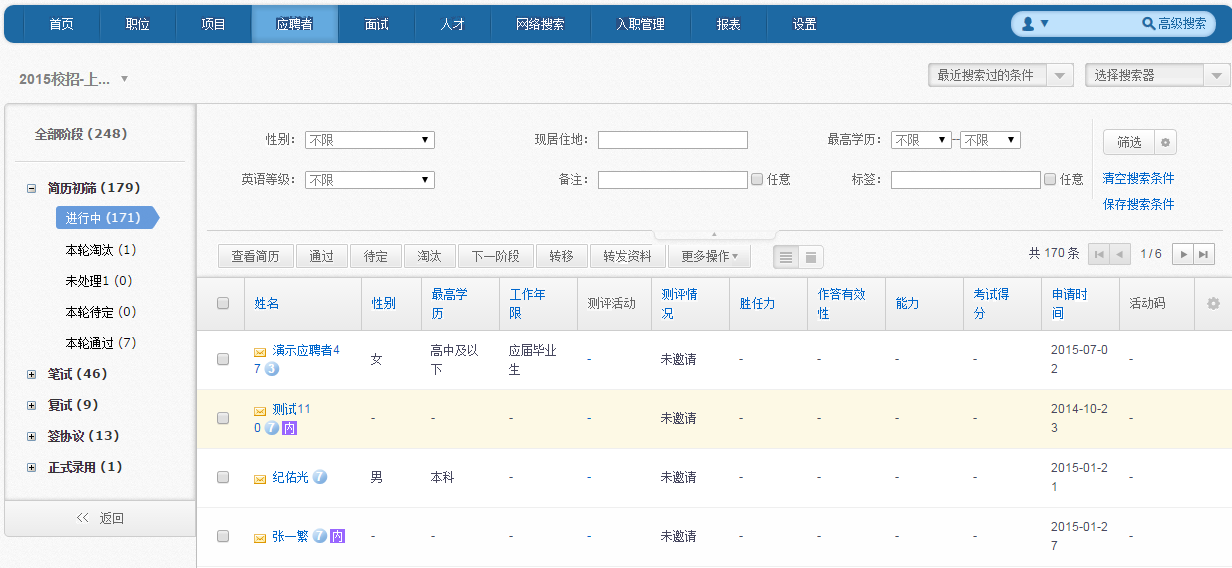 首页 职位 项目 应聘者 面试 人才 网络搜索 入职管理 报表 设置 高级搜索
2015校招-上... 最近搜索过的条件 选择搜索器
全部阶段 (248)
简历初筛 (179)
进行中 (171)
本轮淘汰 (1)
未处理1 (0)
本轮待定 (0)
本轮通过 (7)
笔试 (46)
复试 (9)
签协议 (13)
正式录用 (1)
返回
性别: 不限 现居住地: 最高学历: 不限 -- 不限 筛选
英语等级: 不限 备注: 任意 标签: 任意 清空搜索条件
保存搜索条件
查看简历 通过 待定 淘汰 下一阶段 转移 转发资料 更多操作 共 170 条 1 / 6
姓名 性别 最高学历 工作年限 测评活动 测评情况 胜任力 作答有效性 能力 考试得分 申请时间 活动码
演示应聘者47 3 女 高中及以下 应届毕业生 - 未邀请 - - - - 2015-07-02 -
测试110 7 内 - - - - 未邀请 - - - - 2014-10-23 -
纪佑光 7 男 本科 - - 未邀请 - - - - 2015-01-21 -
张一繁 7 内 - - - - 未邀请 - - - - 2015-01-27 -